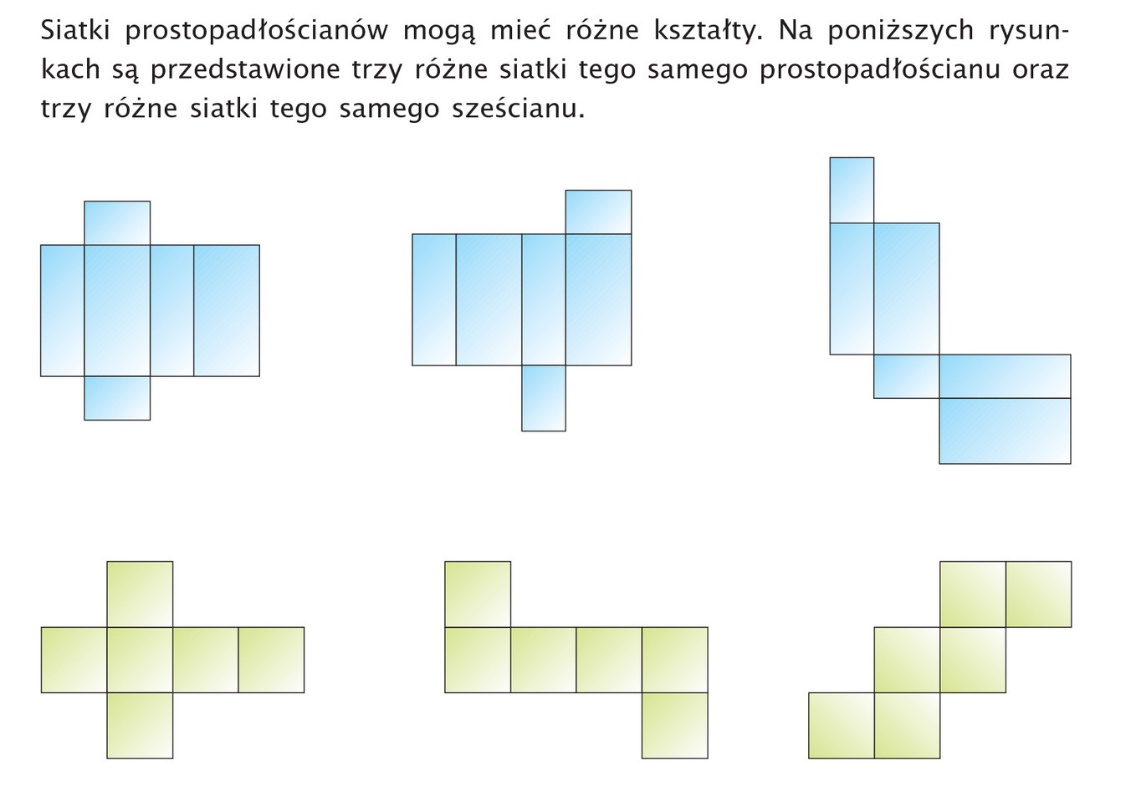 Siatki prostopadłościanów mogą mieć różne kształty. Na poniższych rysun-
kach są przedstawione trzy różne siatki tego samego prostopadłościanu oraz
trzy różne siatki tego samego sześcianu.